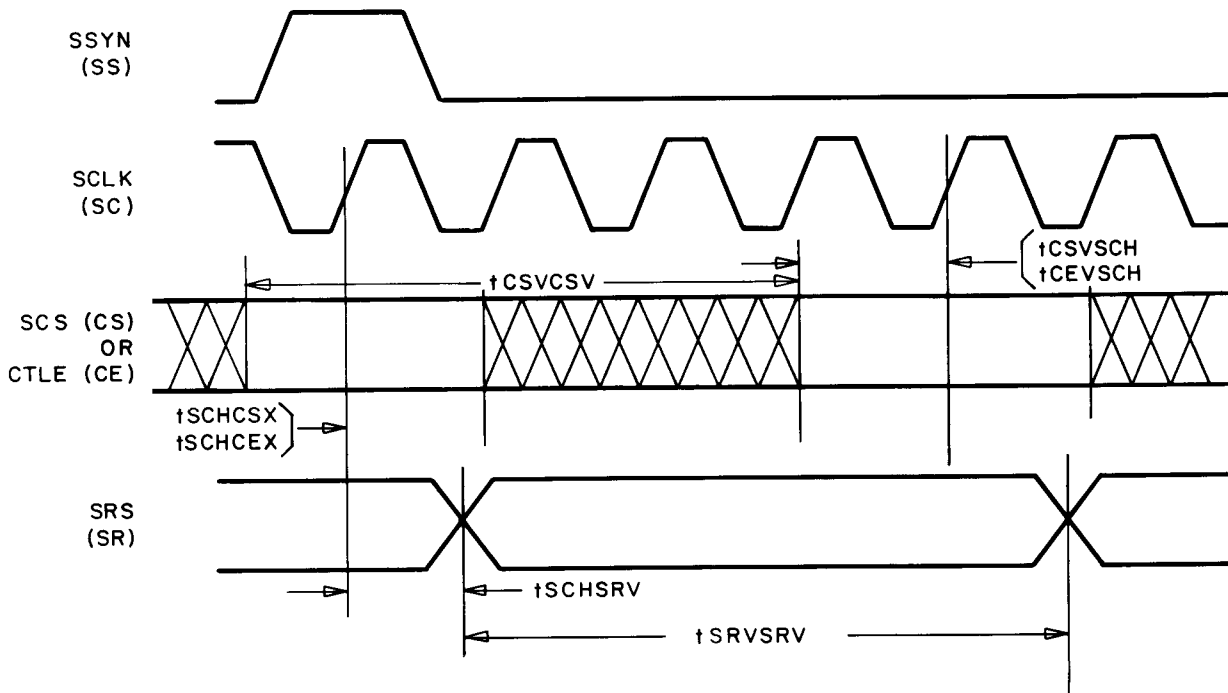 SSYN
(SS)
SCLK
(SC)
tCSVCSV
tCSVSCH
tCEVSCH
SCS (CS)
OR
CTLE (CE)
tSCHCSX
tSCHCEX
SRS
(SR)
tSCHSRV
tSRVSRV